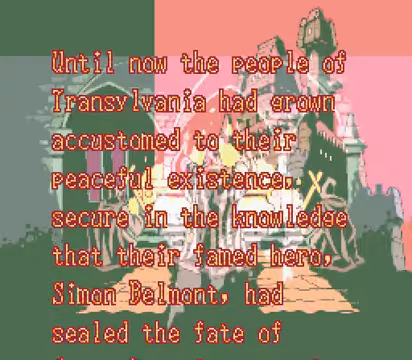 Until now the people of
Transylvania had grown
accustomed to their
peaceful existence,
secure in the knowledge
that their famed hero,
Simon Belmont, had
sealed the fate of